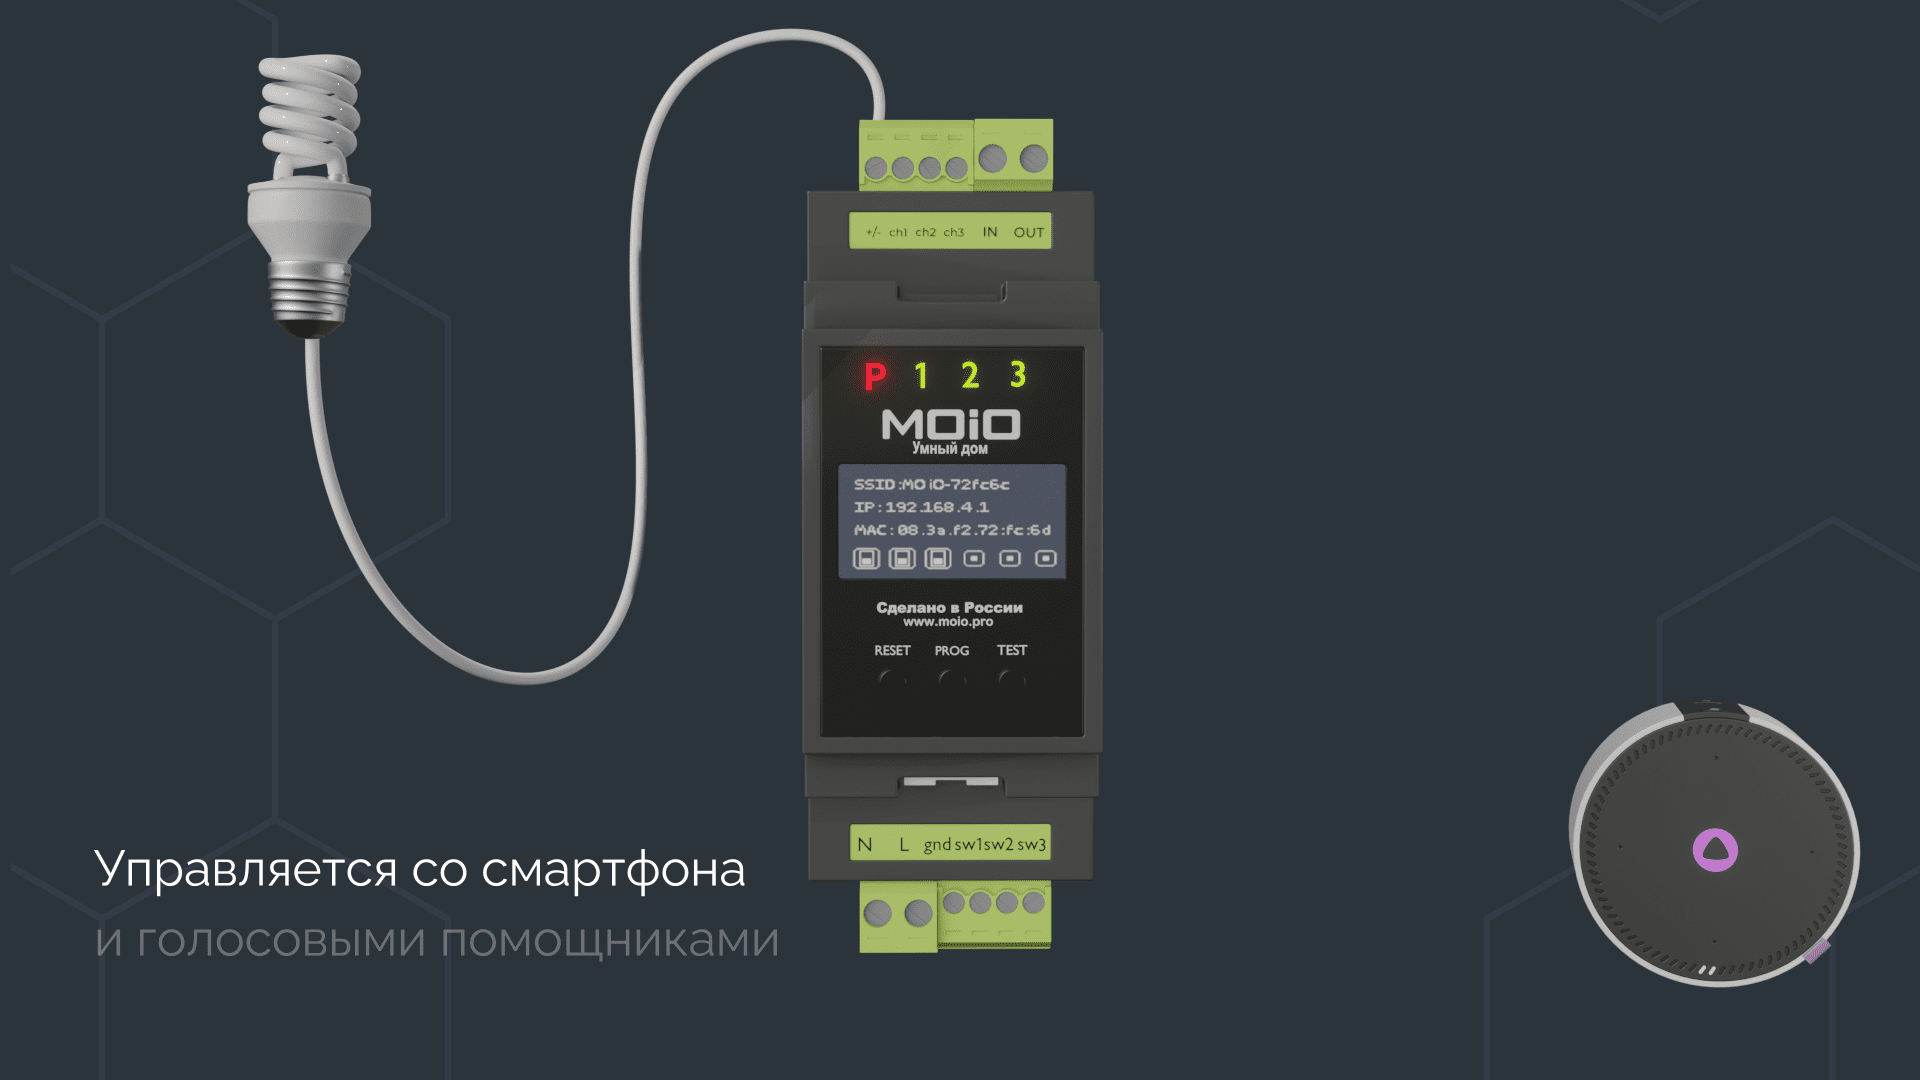 +/- ch1 ch2 ch3 IN OUT
P 1 2 3
MOiO
Умный дом
SSID:MOiO-72fc6c
IP:192.168.4.1
MAC:08.3a.f2.72:fc:6d
Сделано в России
www.moio.pro
RESET PROG TEST
N L gnd sw1 sw2 sw3
Управляется со смартфона
и голосовыми помощниками